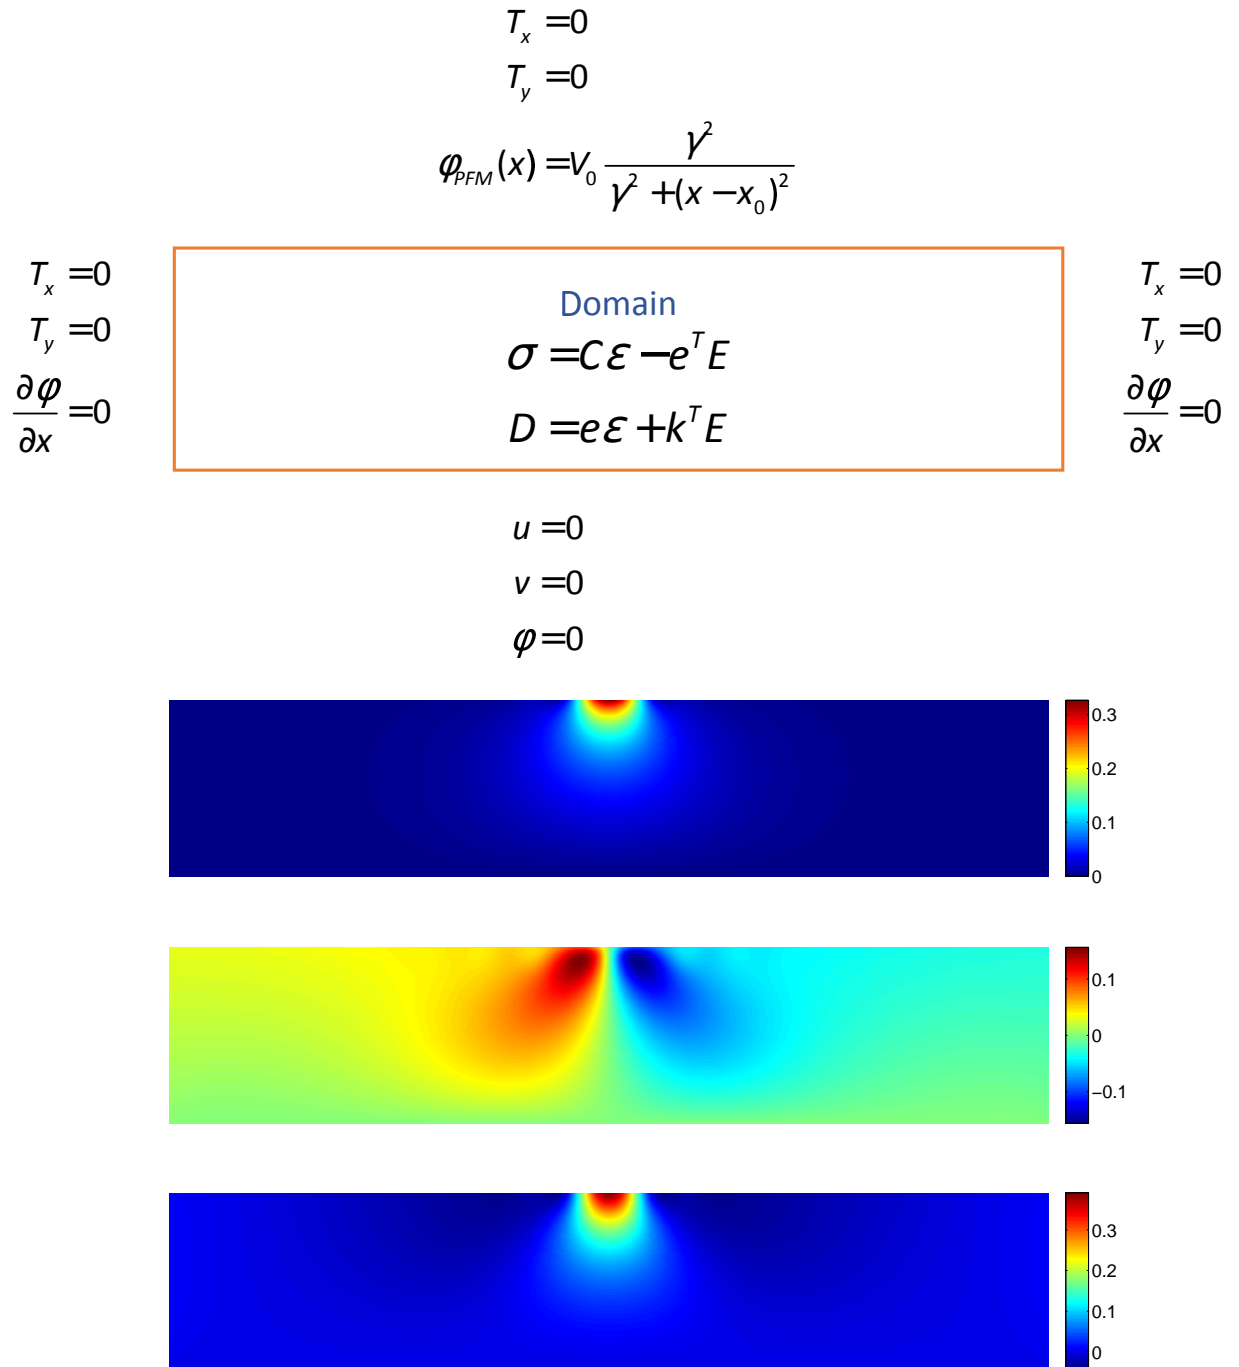 T_x = 0
T_y = 0
φ_PFM(x) = V_0 γ^2 / (γ^2 + (x − x_0)^2)
T_x = 0
T_y = 0
∂φ/∂x = 0
Domain
σ = Cε − e^T E
D = eε + k^T E
T_x = 0
T_y = 0
∂φ/∂x = 0
u = 0
v = 0
φ = 0
0.3
0.2
0.1
0
0.1
0
−0.1
0.3
0.2
0.1
0